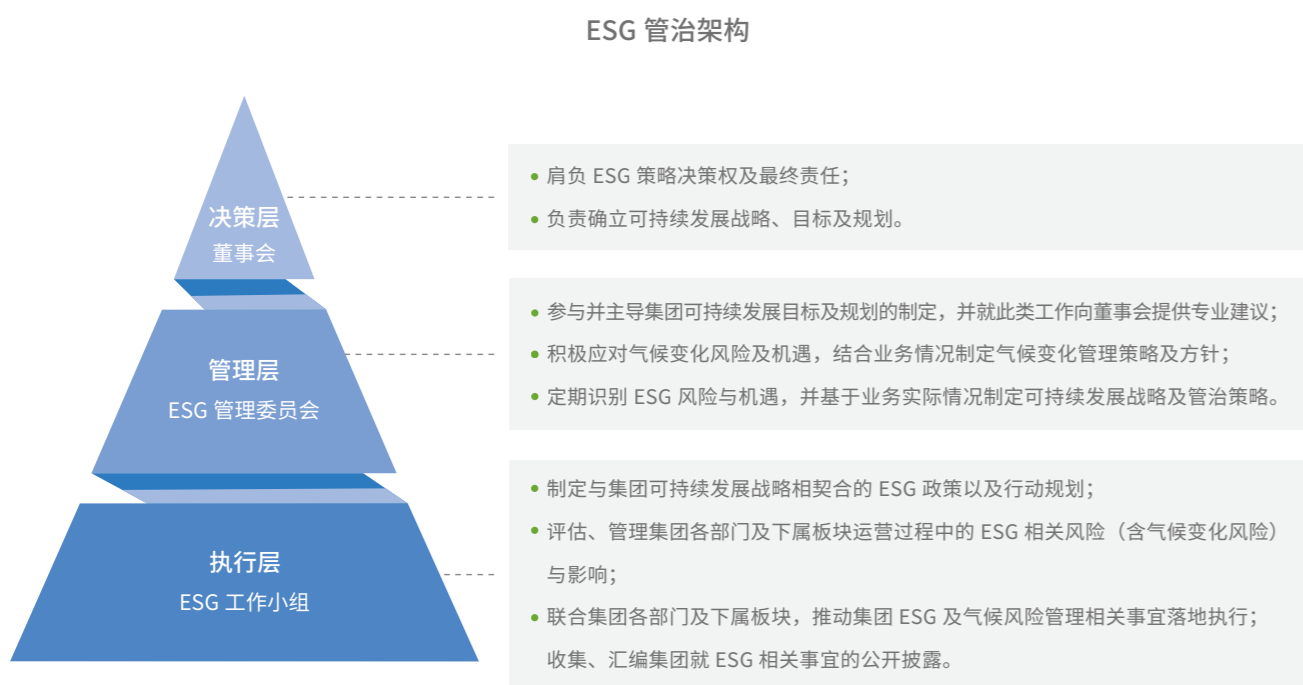 ESG 管治架构
决策层
董事会
• 肩负 ESG 策略决策权及最终责任；
• 负责确立可持续发展战略、目标及规划。
管理层
ESG 管理委员会
• 参与并主导集团可持续发展目标及规划的制定，并就此类工作向董事会提供专业建议；
• 积极应对气候变化风险及机遇，结合业务情况制定气候变化管理策略及方针；
• 定期识别 ESG 风险与机遇，并基于业务实际情况制定可持续发展战略及管治策略。
执行层
ESG 工作小组
• 制定与集团可持续发展战略相契合的 ESG 政策以及行动规划；
• 评估、管理集团各部门及下属板块运营过程中的 ESG 相关风险（含气候变化风险）
与影响；
• 联合集团各部门及下属板块，推动集团 ESG 及气候风险管理相关事宜落地执行；
收集、汇编集团就 ESG 相关事宜的公开披露。